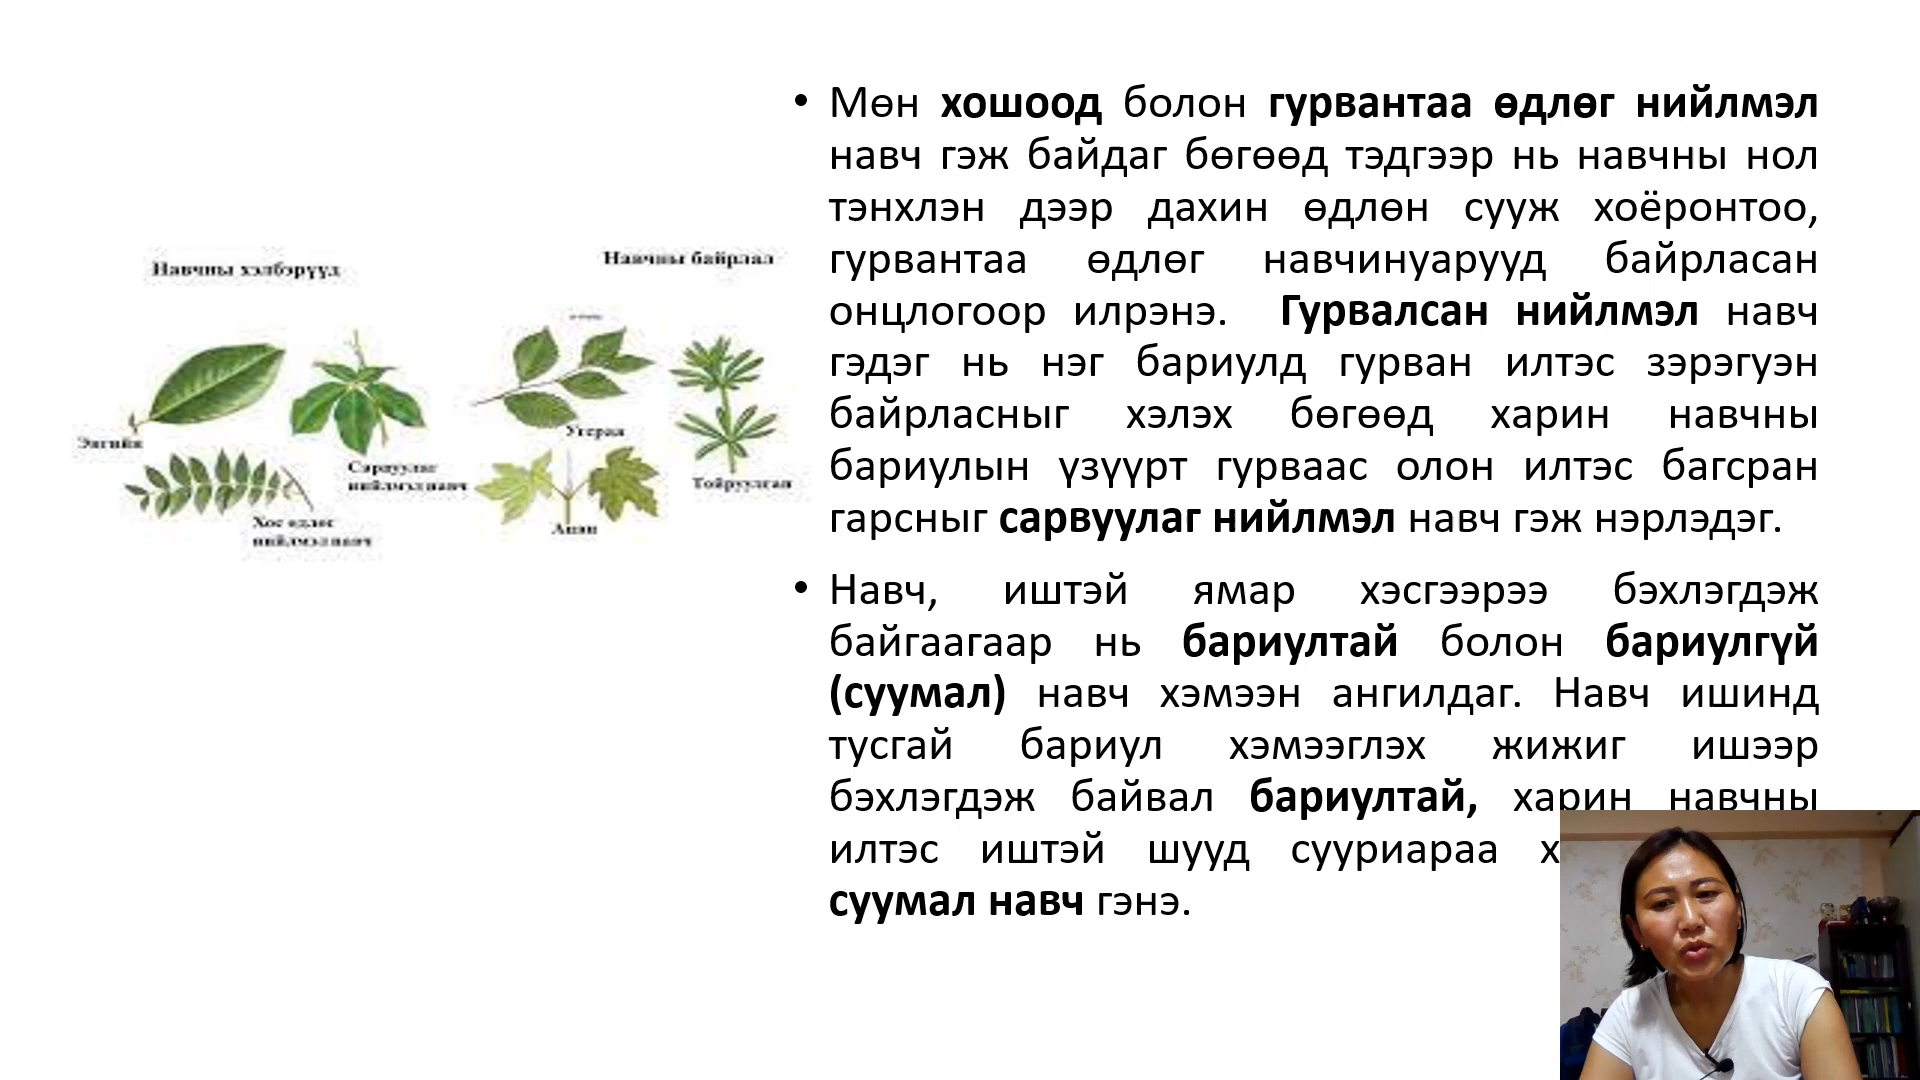 Навчны хэлбэрүүд
Навчны байрлал
Энгийн
Сарвуулаг
нийлмэл навч
Хос өдлөг
нийлмэл навч
Угсраа
Тойруулган
• Мөн хошоод болон гурвантаа өдлөг нийлмэл
навч гэж байдаг бөгөөд тэдгээр нь навчны нол
тэнхлэн дээр дахин өдлөн сууж хоёронтоо,
гурвантаа өдлөг навчинуарууд байрласан
онцлогоор илрэнэ. Гурвалсан нийлмэл навч
гэдэг нь нэг бариулд гурван илтэс зэрэгуэн
байрласныг хэлэх бөгөөд харин навчны
бариулын үзүүрт гурваас олон илтэс багсран
гарсныг сарвуулаг нийлмэл навч гэж нэрлэдэг.
• Навч, иштэй ямар хэсгээрээ бэхлэгдэж
байгаагаар нь бариултай болон бариулгүй
(суумал) навч хэмээн ангилдаг. Навч ишинд
тусгай бариул хэмээглэх жижиг ишээр
бэхлэгдэж байвал бариултай, харин навчны
илтэс иштэй шууд суурираа
суумал навч гэнэ.